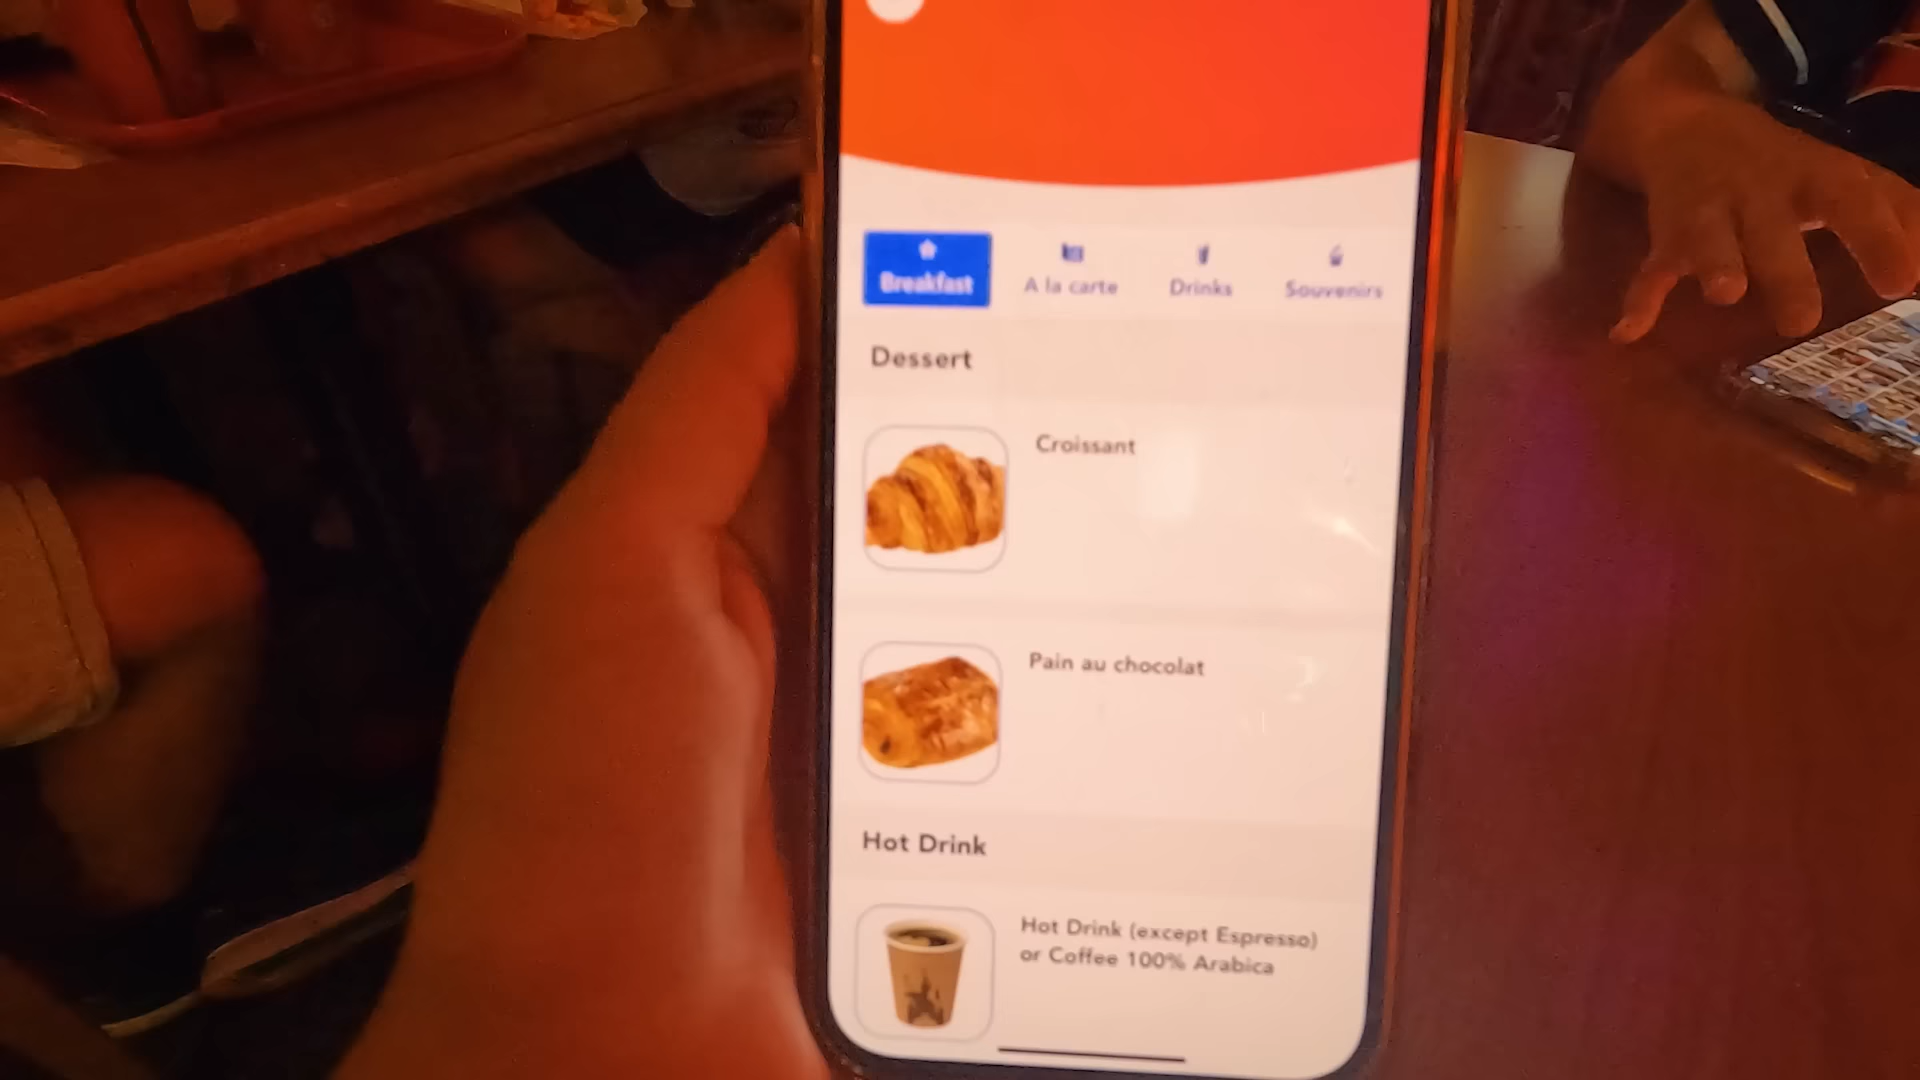 Breakfast
A la carte
Drinks
Souvenirs
Dessert
Croissant
Pain au chocolat
Hot Drink
Hot Drink (except Espresso)
or Coffee 100% Arabica